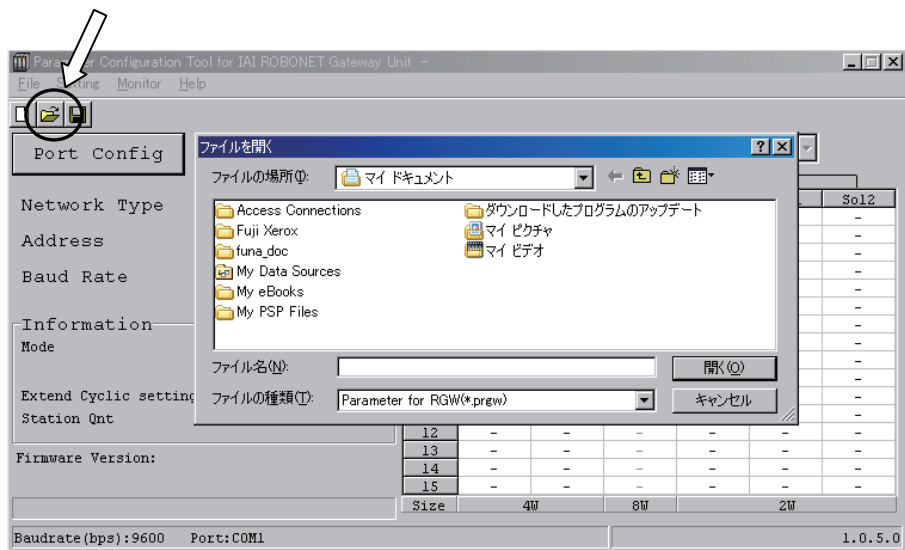 Parameter Configuration Tool for IAI ROBONET Gateway Unit -
File Setting Monitor Help
Port Config
Network Type
Address
Baud Rate
Information
Mode
Extend Cyclic setting
Station Qnt
Firmware Version:
ファイルを開く
ファイルの場所(I):
マイ ドキュメント
Access Connections
Fuji Xerox
funa_doc
My Data Sources
My eBooks
My PSP Files
ダウンロードしたプログラムのアップデート
マイ ピクチャ
マイ ビデオ
ファイル名(N):
開く(O)
ファイルの種類(T):
Parameter for RGW(*.prgw)
キャンセル
Sol2
-
-
-
-
-
-
-
-
-
-
-
-
12 - - - - - -
13 - - - - - -
14 - - - - - -
15 - - - - - -
Size 4W 8W 2W
Baudrate(bps):9600 Port:COM1
1.0.5.0